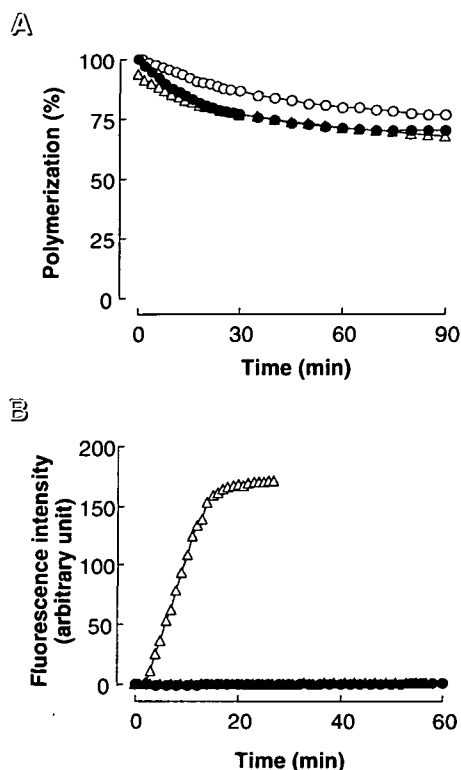 A
Polymerization (%)
100
75
50
25
0
0 30 60 90
Time (min)
B
Fluorescence intensity
(arbitrary unit)
200
150
100
50
0
0 20 40 60
Time (min)